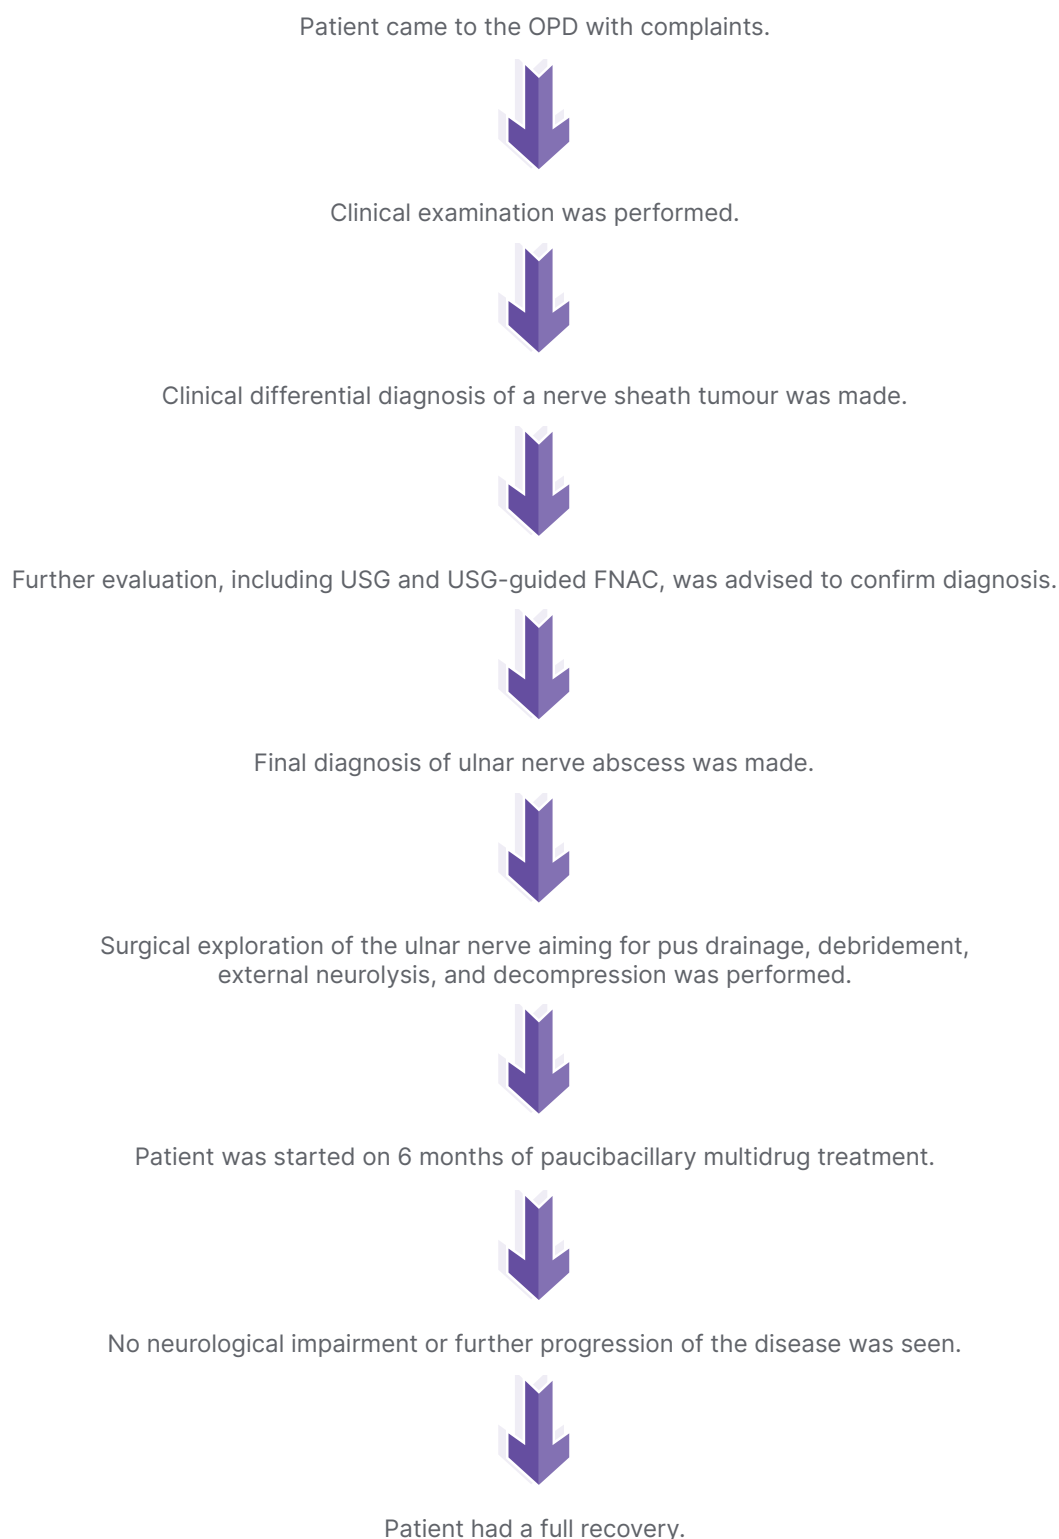 Patient came to the OPD with complaints.
Clinical examination was performed.
Clinical differential diagnosis of a nerve sheath tumour was made.
Further evaluation, including USG and USG-guided FNAC, was advised to confirm diagnosis.
Final diagnosis of ulnar nerve abscess was made.
Surgical exploration of the ulnar nerve aiming for pus drainage, debridement,
external neurolysis, and decompression was performed.
Patient was started on 6 months of paucibacillary multidrug treatment.
No neurological impairment or further progression of the disease was seen.
Patient had a full recovery.